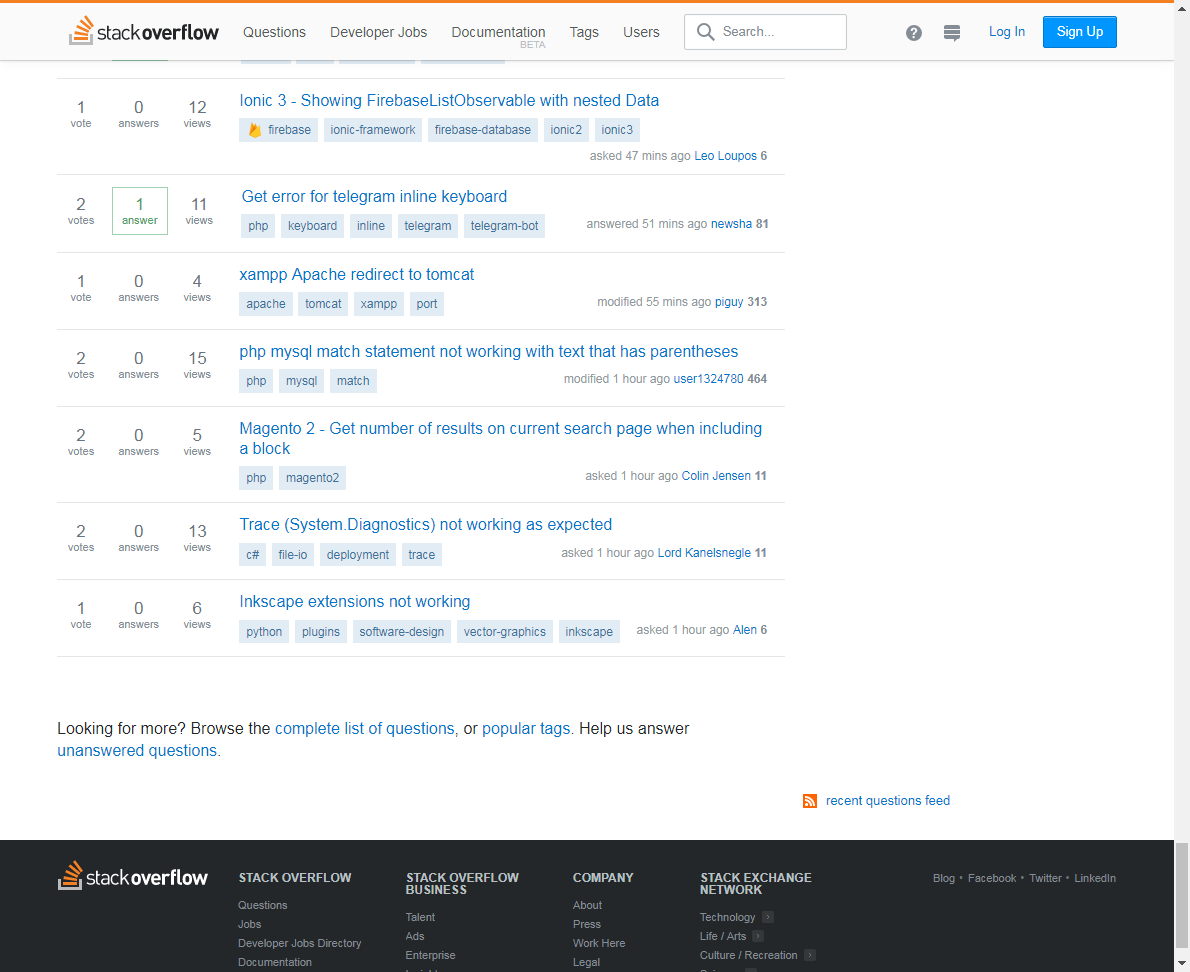 stackoverflow Questions Developer Jobs Documentation Tags Users Search... ? Log In Sign Up
BETA
1 0 12 Ionic 3 - Showing FirebaseListObservable with nested Data
vote answers views
firebase ionic-framework firebase-database ionic2 ionic3
asked 47 mins ago Leo Loupos 6
2 1 11 Get error for telegram inline keyboard
votes answer views
php keyboard inline telegram telegram-bot answered 51 mins ago newsha 81
1 0 4 xampp Apache redirect to tomcat
vote answers views
apache tomcat xampp port modified 55 mins ago piguy 313
2 0 15 php mysql match statement not working with text that has parentheses
votes answers views
php mysql match modified 1 hour ago user1324780 464
2 0 5 Magento 2 - Get number of results on current search page when including
votes answers views a block
php magento2 asked 1 hour ago Colin Jensen 11
2 0 13 Trace (System.Diagnostics) not working as expected
votes answers views
c# file-io deployment trace asked 1 hour ago Lord Kanelsnegle 11
1 0 6 Inkscape extensions not working
vote answers views
python plugins software-design vector-graphics inkscape asked 1 hour ago Alen 6
Looking for more? Browse the complete list of questions, or popular tags. Help us answer
unanswered questions.
recent questions feed
stackoverflow
STACK OVERFLOW
Questions
Jobs
Developer Jobs Directory
Documentation
STACK OVERFLOW
BUSINESS
Talent
Ads
Enterprise
COMPANY
About
Press
Work Here
Legal
STACK EXCHANGE
NETWORK
Technology
Life / Arts
Culture / Recreation
Blog • Facebook • Twitter • LinkedIn